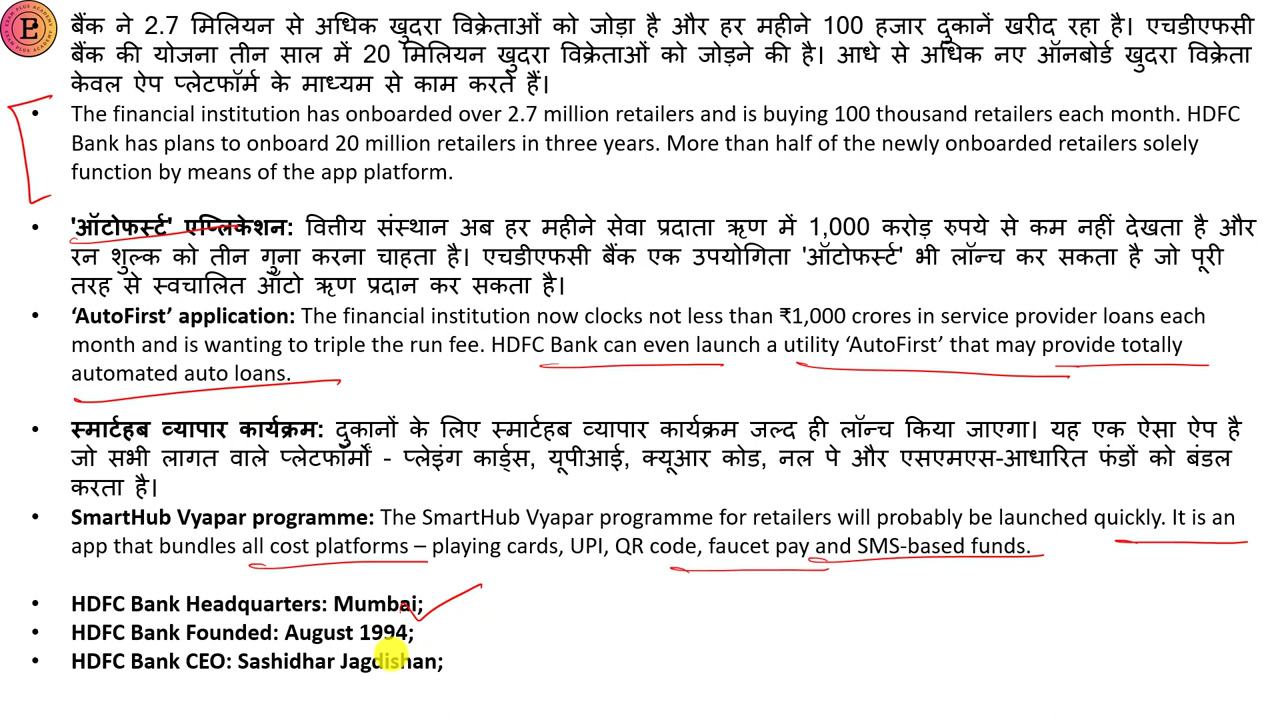 बैंक ने 2.7 मिलियन से अधिक खुदरा विक्रेताओं को जोड़ा है और हर महीने 100 हजार दुकानें खरीद रहा है। एचडीएफसी
बैंक की योजना तीन साल में 20 मिलियन खुदरा विक्रेताओं को जोड़ने की है। आधे से अधिक नए ऑनबोर्ड खुदरा विक्रेता
केवल ऐप प्लेटफॉर्म के माध्यम से काम करते हैं।
• The financial institution has onboarded over 2.7 million retailers and is buying 100 thousand retailers each month. HDFC
Bank has plans to onboard 20 million retailers in three years. More than half of the newly onboarded retailers solely
function by means of the app platform.
• 'ऑटोफर्स्ट' एप्लिकेशन: वित्तीय संस्थान अब हर महीने सेवा प्रदाता ऋण में 1,000 करोड़ रुपये से कम नहीं देखता है और
रन शुल्क को तीन गुना करना चाहता है। एचडीएफसी बैंक एक उपयोगिता 'ऑटोफर्स्ट' भी लॉन्च कर सकता है जो पूरी
तरह से स्वचालित ऑटो ऋण प्रदान कर सकता है।
• ‘AutoFirst’ application: The financial institution now clocks not less than ₹1,000 crores in service provider loans each
month and is wanting to triple the run fee. HDFC Bank can even launch a utility ‘AutoFirst’ that may provide totally
automated auto loans.
• स्मार्टहब व्यापार कार्यक्रम: दुकानों के लिए स्मार्टहब व्यापार कार्यक्रम जल्द ही लॉन्च किया जाएगा। यह एक ऐसा ऐप है
जो सभी लागत वाले प्लेटफार्मों - प्लेइंग कार्ड्स, यूपीआई, क्यूआर कोड, नल पे और एसएमएस-आधारित फंडों को बंडल
करता है।
• SmartHub Vyapar programme: The SmartHub Vyapar programme for retailers will probably be launched quickly. It is an
app that bundles all cost platforms – playing cards, UPI, QR code, faucet pay and SMS-based funds.
• HDFC Bank Headquarters: Mumbai;
• HDFC Bank Founded: August 1994;
• HDFC Bank CEO: Sashidhar Jagdishan;